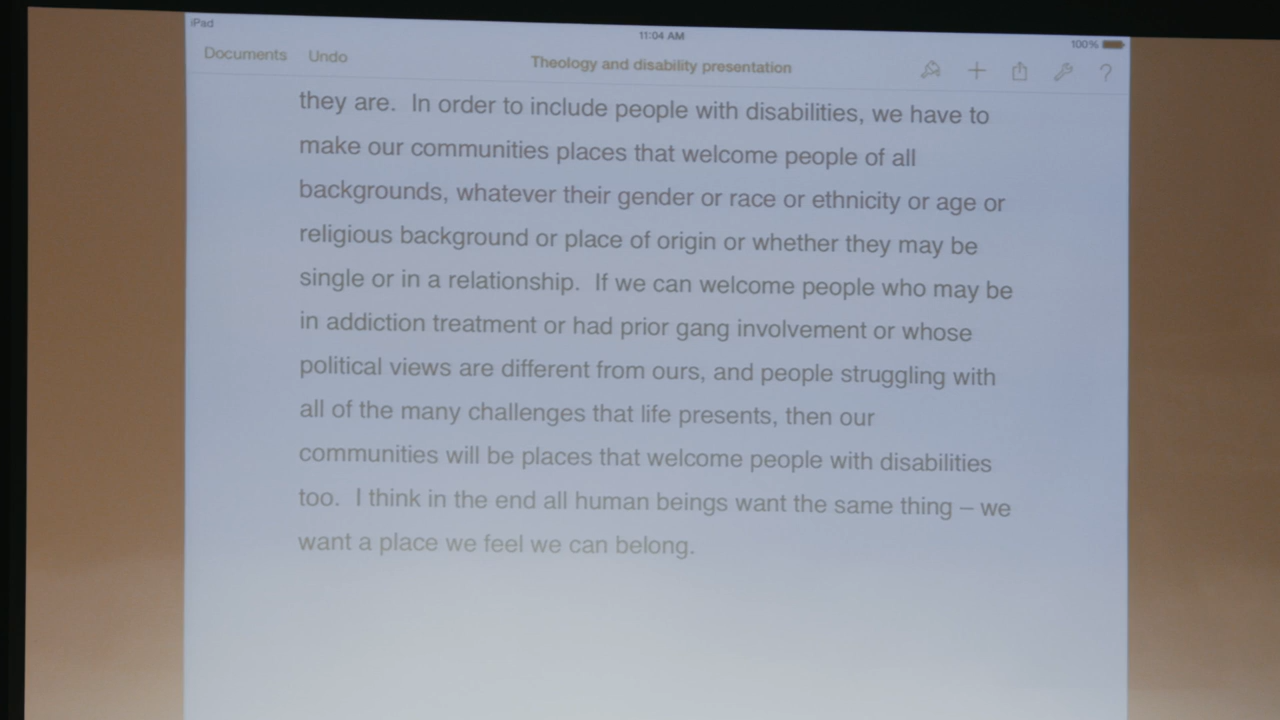 iPad
11:04 AM
100%
Documents Undo
Theology and disability presentation
?
they are.  In order to include people with disabilities, we have to
make our communities places that welcome people of all
backgrounds, whatever their gender or race or ethnicity or age or
religious background or place of origin or whether they may be
single or in a relationship.  If we can welcome people who may be
in addiction treatment or had prior gang involvement or whose
political views are different from ours, and people struggling with
all of the many challenges that life presents, then our
communities will be places that welcome people with disabilities
too.  I think in the end all human beings want the same thing – we
want a place we feel we can belong.